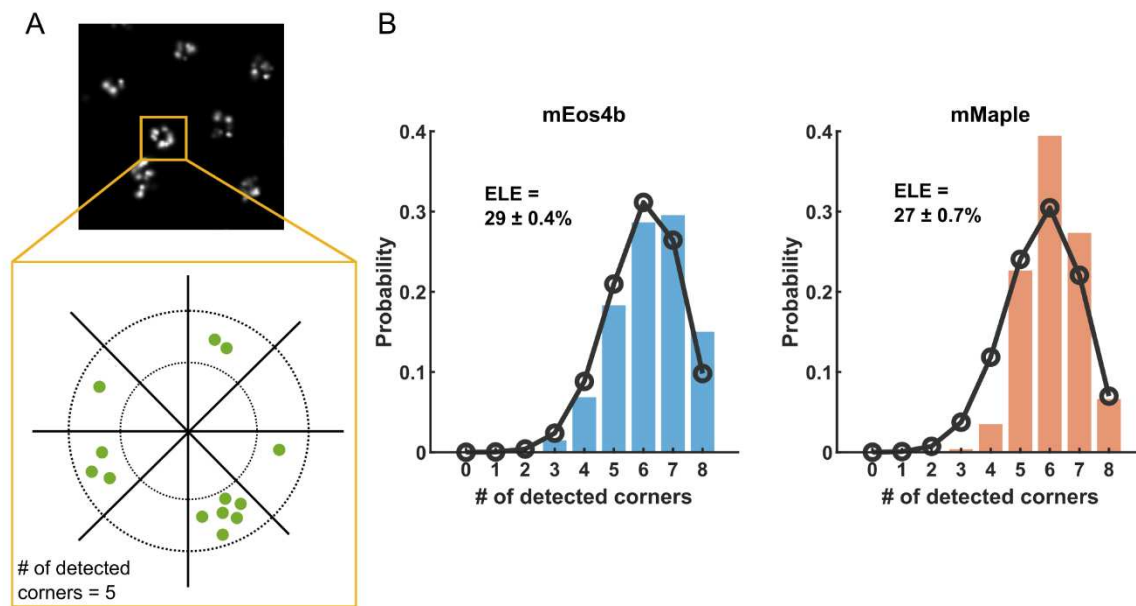 A
# of detected
corners = 5
B
mEos4b
ELE =
29 ± 0.4%
Probability
0.4
0.3
0.2
0.1
0
0 1 2 3 4 5 6 7 8
# of detected corners
mMaple
ELE =
27 ± 0.7%
Probability
0.4
0.3
0.2
0.1
0
0 1 2 3 4 5 6 7 8
# of detected corners